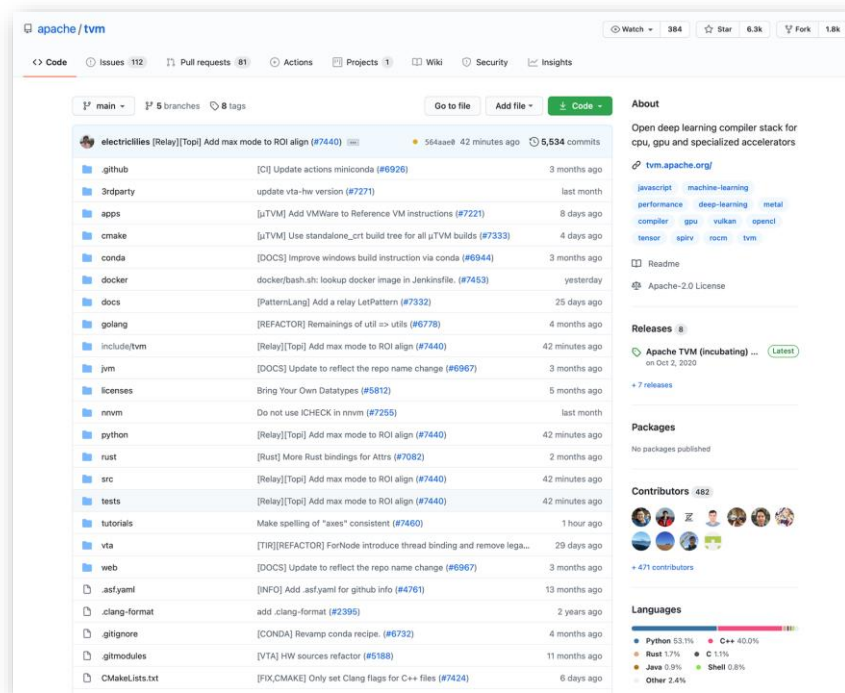 apache / tvm
Watch 384 Star 6.3k Fork 1.8k
Code Issues 112 Pull requests 81 Actions Projects 1 Wiki Security Insights
main 5 branches 8 tags Go to file Add file Code
electriclilies [Relay][Topi] Add max mode to ROI align (#7440) ... 564aae0 42 minutes ago 5,534 commits
.github [CI] Update actions miniconda (#6926) 3 months ago
3rdparty update vta-hw version (#7271) last month
apps [µTVM] Add VMWare to Reference VM instructions (#7221) 8 days ago
cmake [µTVM] Use standalone_crt build tree for all µTVM builds (#7333) 4 days ago
conda [DOCS] Improve windows build instruction via conda (#6944) 3 months ago
docker docker/bash.sh: lookup docker image in Jenkinsfile. (#7453) yesterday
docs [PatternLang] Add a relay LetPattern (#7332) 25 days ago
golang [REFACTOR] Remainings of util => utils (#6778) 4 months ago
include/tvm [Relay][Topi] Add max mode to ROI align (#7440) 42 minutes ago
jvm [DOCS] Update to reflect the repo name change (#6967) 3 months ago
licenses Bring Your Own Datatypes (#5812) 5 months ago
nnvm Do not use ICHECK in nnvm (#7255) last month
python [Relay][Topi] Add max mode to ROI align (#7440) 42 minutes ago
rust [Rust] More Rust bindings for Attrs (#7082) 2 months ago
src [Relay][Topi] Add max mode to ROI align (#7440) 42 minutes ago
tests [Relay][Topi] Add max mode to ROI align (#7440) 42 minutes ago
tutorials Make spelling of "axes" consistent (#7460) 1 hour ago
vta [TIR][REFACTOR] ForNode introduce thread binding and remove lega... 29 days ago
web [DOCS] Update to reflect the repo name change (#6967) 3 months ago
.asf.yaml [INFO] Add .asf.yaml for github info (#4761) 13 months ago
.clang-format add .clang-format (#2395) 2 years ago
.gitignore [CONDA] Revamp conda recipe. (#6732) 4 months ago
.gitmodules [VTA] HW sources refactor (#5188) 11 months ago
CMakeLists.txt [FIX,CMAKE] Only set Clang flags for C++ files (#7424) 6 days ago
About
Open deep learning compiler stack for
cpu, gpu and specialized accelerators
tvm.apache.org/
javascript machine-learning
performance deep-learning metal
compiler gpu vulkan opencl
tensor spirv rocm tvm
Readme
Apache-2.0 License
Releases 8
Apache TVM (incubating) ... Latest
on Oct 2, 2020
+ 7 releases
Packages
No packages published
Contributors 482
+ 471 contributors
Languages
Python 53.1% C++ 40.0%
Rust 1.7% C 1.1%
Java 0.9% Shell 0.8%
Other 2.4%